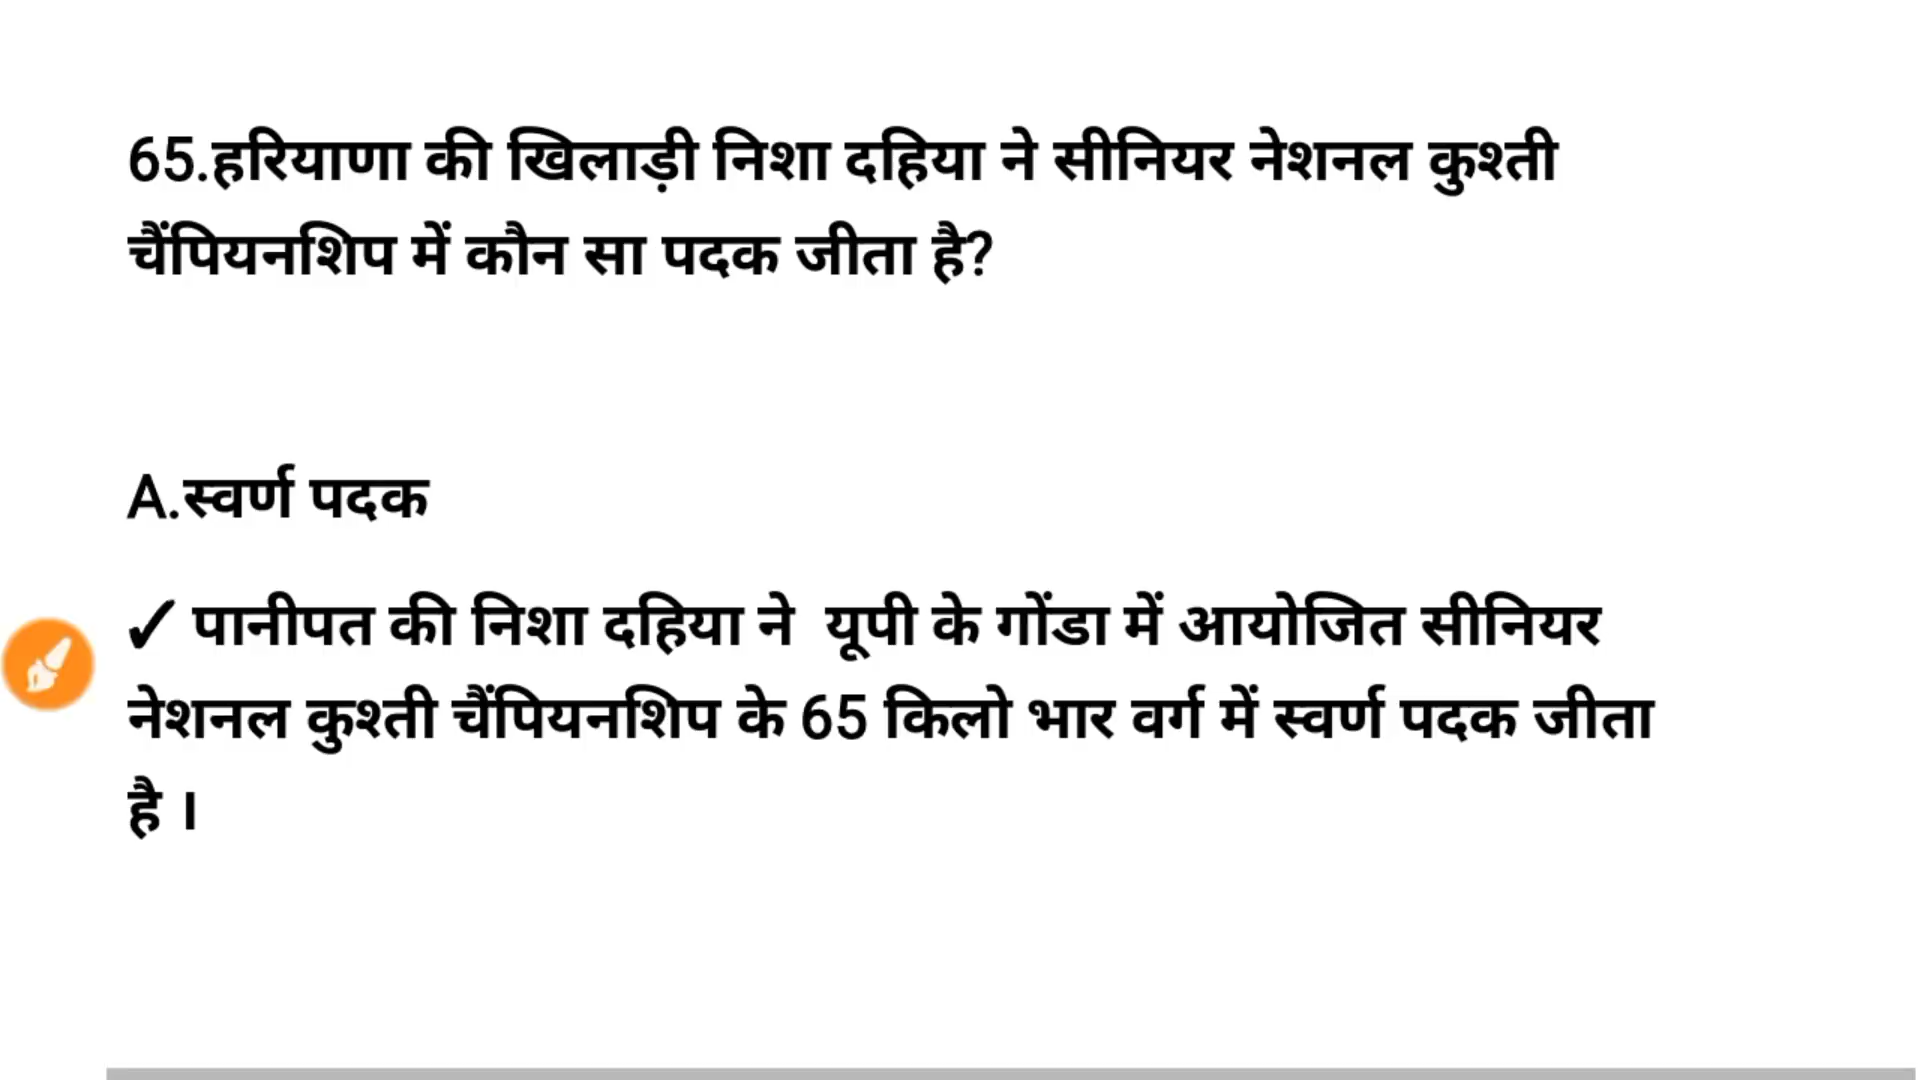 65.हरियाणा की खिलाड़ी निशा दहिया ने सीनियर नेशनल कुश्ती
चैंपियनशिप में कौन सा पदक जीता है?
A.स्वर्ण पदक
✓ पानीपत की निशा दहिया ने यूपी के गोंडा में आयोजित सीनियर
नेशनल कुश्ती चैंपियनशिप के 65 किलो भार वर्ग में स्वर्ण पदक जीता
है ।